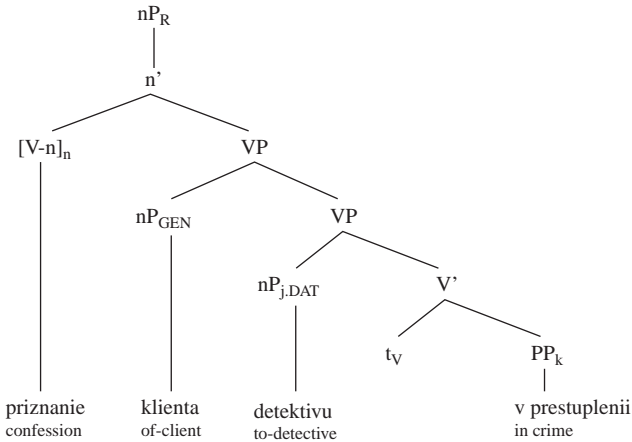 nP_R
n’
[V-n]_n VP
nP_GEN VP
nP_j.DAT V’
t_V PP_k
priznanie klienta detektivu v prestuplenii
confession of-client to-detective in crime